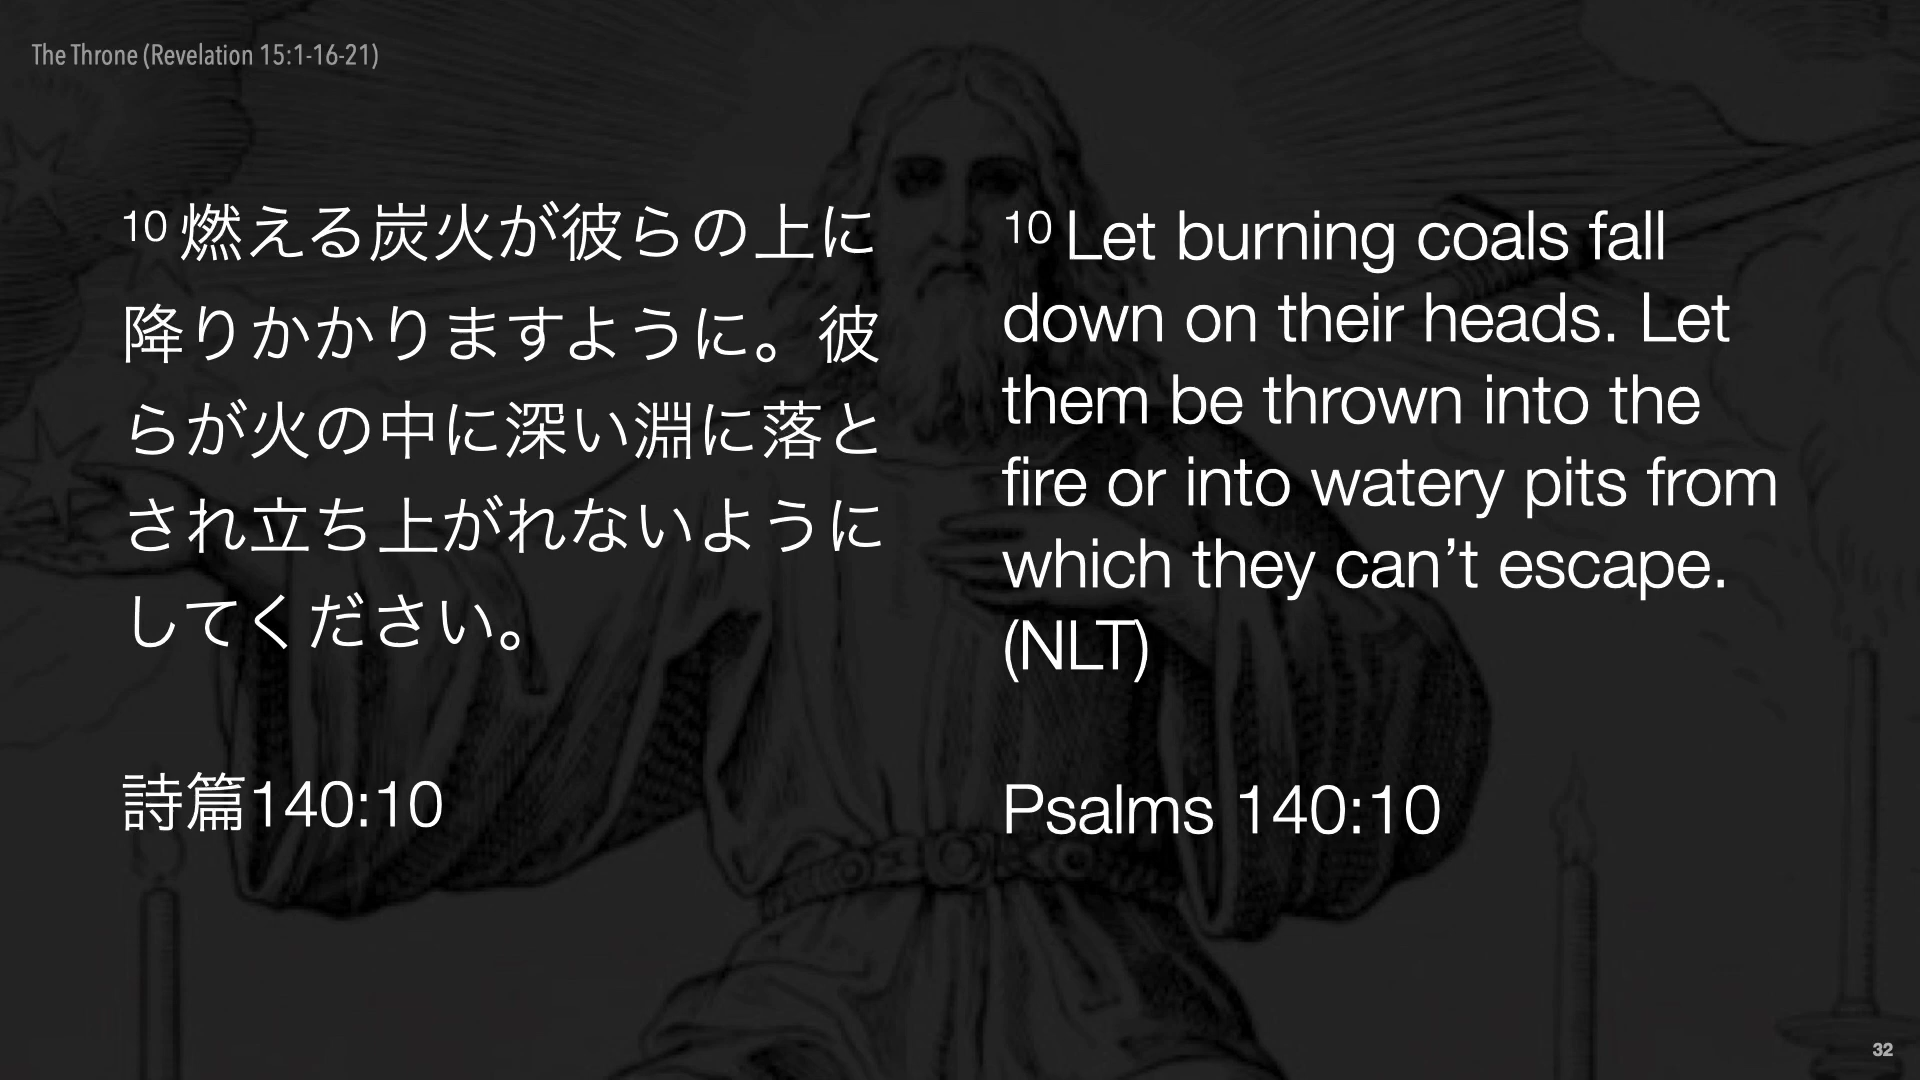 The Throne (Revelation 15:1-16-21)
10 燃える炭火が彼らの上に
降りかかりますように。彼
らが火の中に深い淵に落と
され立ち上がれないように
してください。
詩篇140:10
10 Let burning coals fall
down on their heads. Let
them be thrown into the
fire or into watery pits from
which they can’t escape.
(NLT)
Psalms 140:10
32